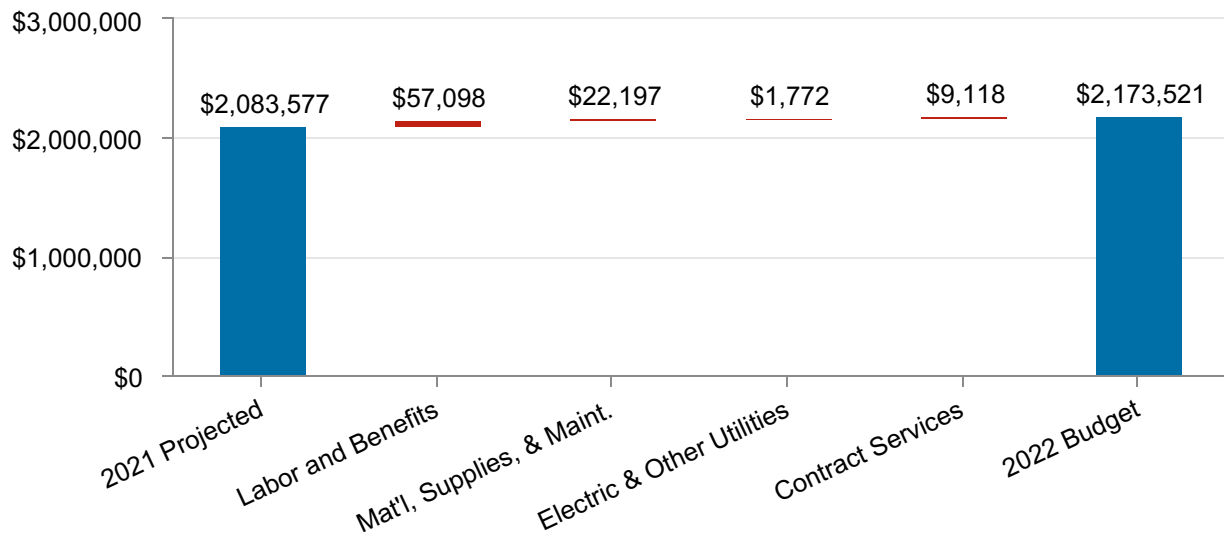 $3,000,000
$2,083,577
$57,098
$22,197
$1,772
$9,118
$2,173,521
$2,000,000
$1,000,000
$0
2021 Projected
Labor and Benefits
Mat'l, Supplies, & Maint.
Electric & Other Utilities
Contract Services
2022 Budget